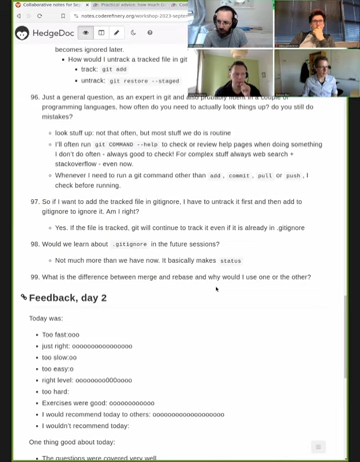 Collaborative notes for Sc
Practical advice: how much
notes.coderefinery.org/workshop-2023-septem
HedgeDoc
becomes ignored later.
How would I untrack a tracked file in git
track: git add
untrack: git restore --staged
96. Just a general question, as an expert in git and also probably fluent in a couple of
programming languages, how often do you need to actually look things up? do you still do
mistakes?
look stuff up: not that often, but most stuff we do is routine
I'll often run git COMMAND --help to check or review help pages when doing something
I don't do often - always good to check! For complex stuff always web search +
stackoverflow - even now.
Whenever I need to run a git command other than add, commit, pull or push, I
check before running.
97. So if I want to add the tracked file in gitignore, I have to untrack it first and then add to
gitignore to ignore it. Am I right?
Yes. If the file is tracked, git will continue to track it even if it is already in .gitignore
98. Would we learn about .gitignore in the future sessions?
Not much more than we have now. It basically makes status
99. What is the difference between merge and rebase and why would I use one or the other?
Feedback, day 2
Today was:
Too fast:ooo
just right: oooooooooooooooo
too slow:oo
too easy:o
right level: oooooooo000oooo
too hard:
Exercises were good: oooooooooooo
I would recommend today to others: ooooooooooooooooooo
I wouldn't recommend today:
One thing good about today:
The questions were covered very well